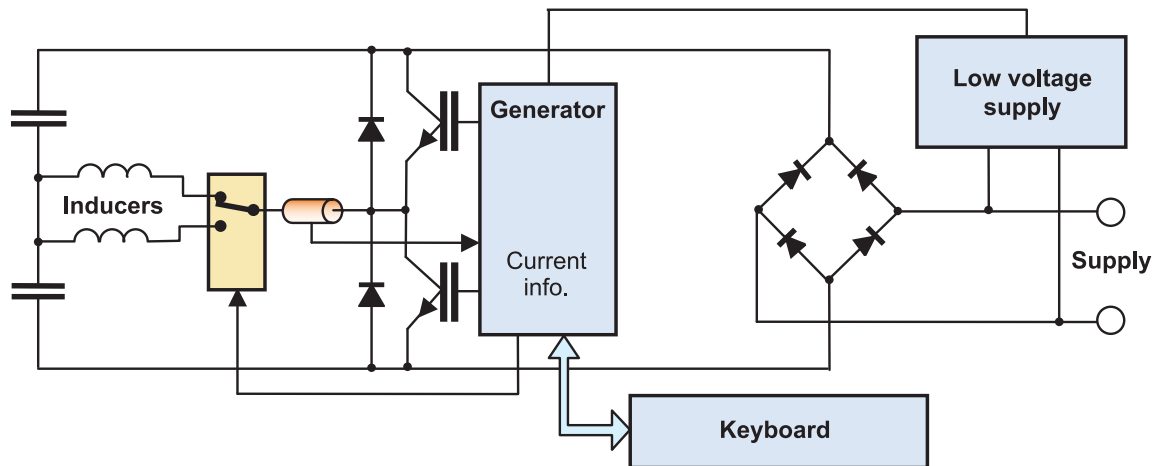 Generator
Low voltage
supply
Inducers
Current
info.
Supply
Keyboard